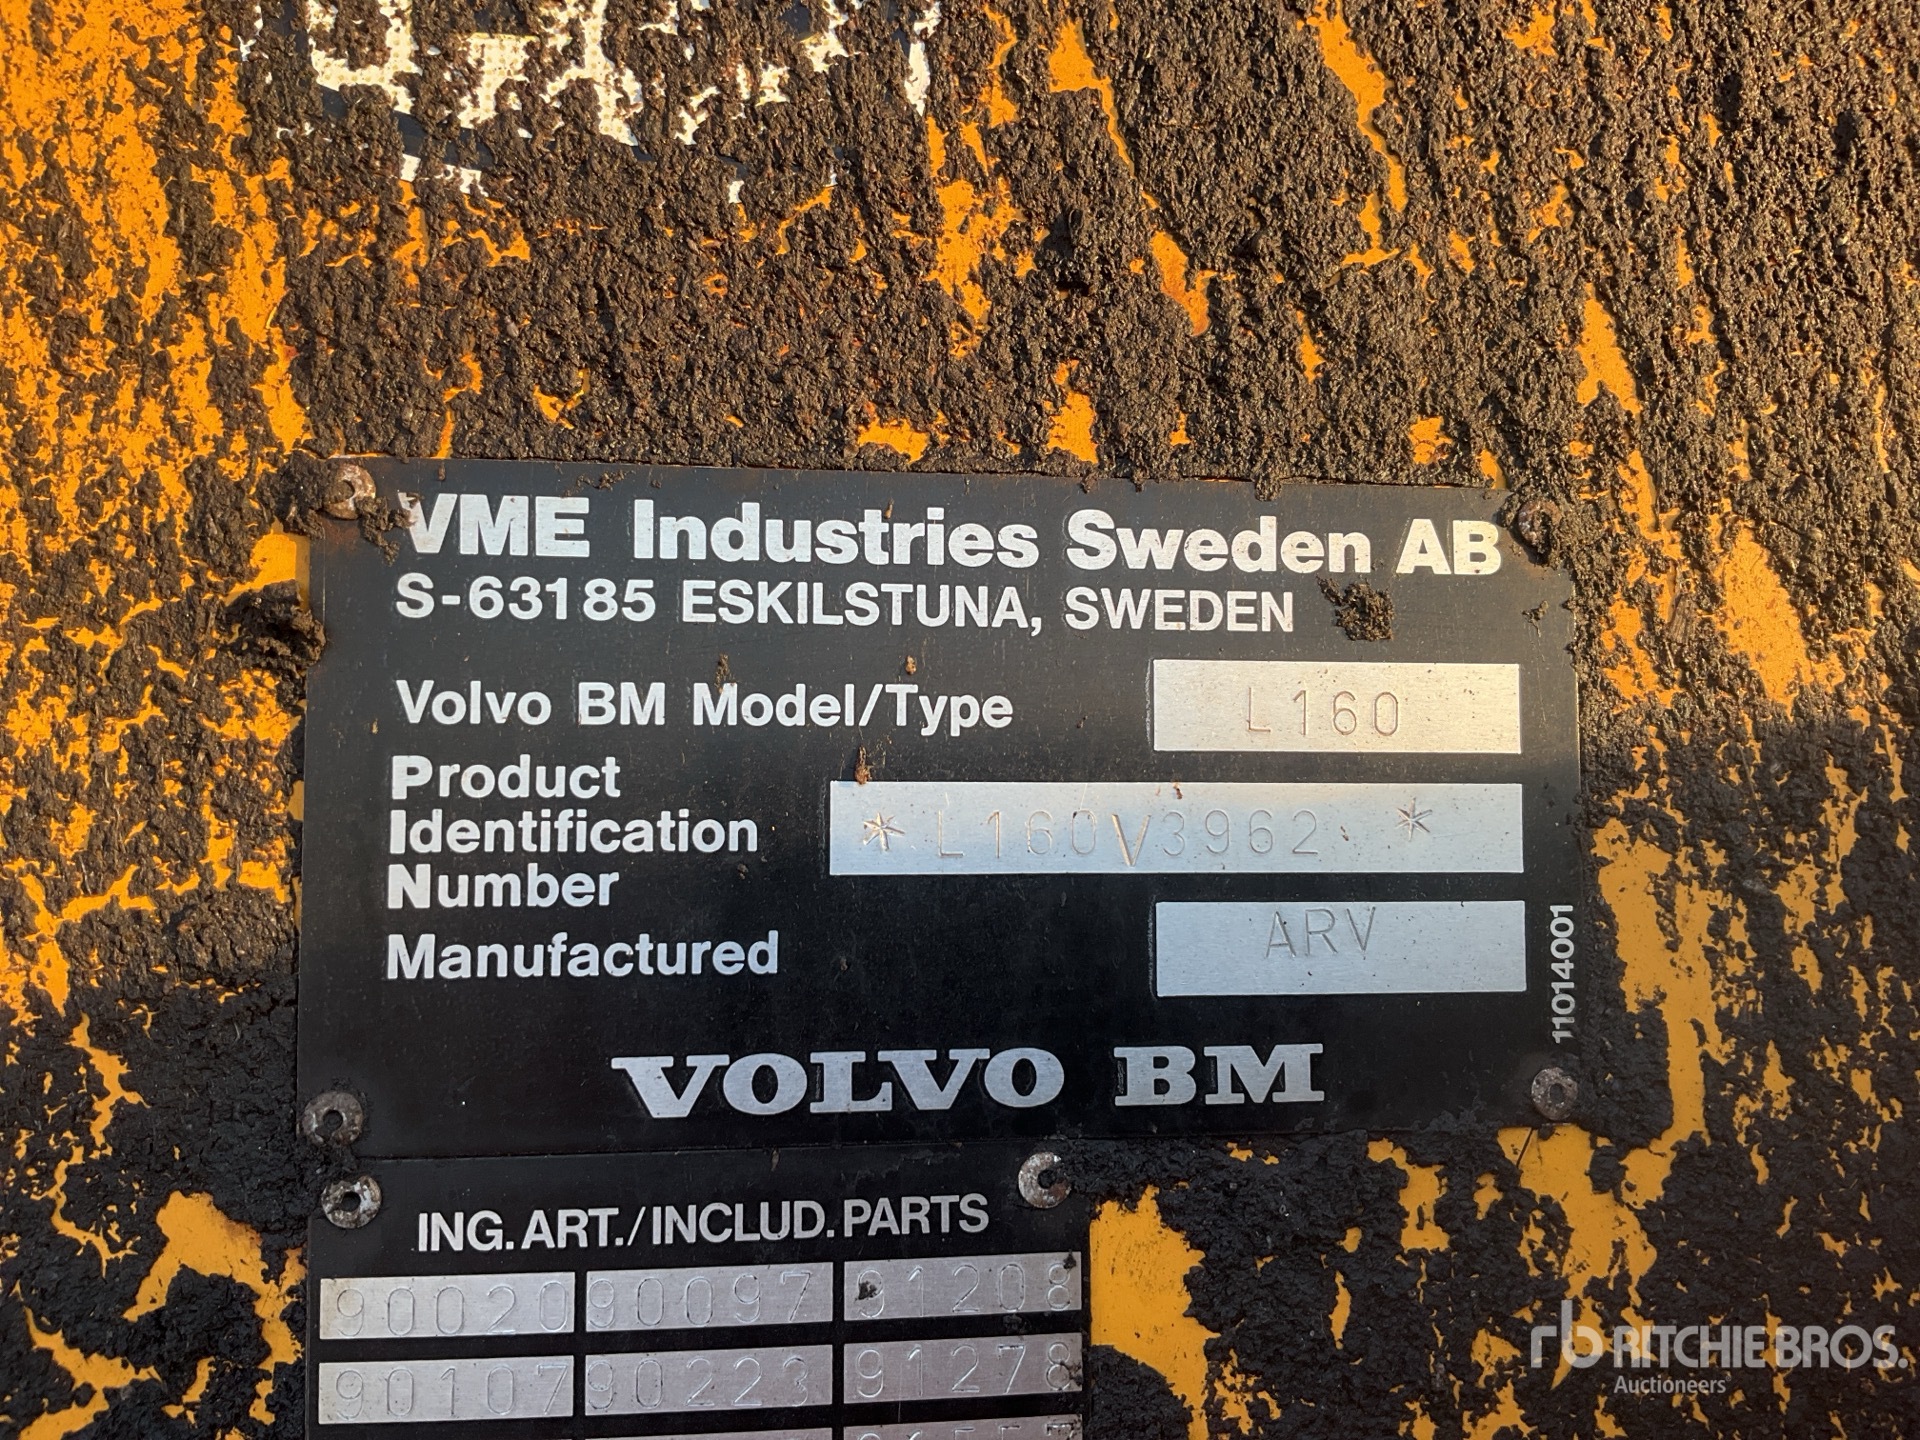 VME Industries Sweden AB
S-63185 ESKILSTUNA, SWEDEN
Volvo BM Model/Type L160
Product
Identification
Number
*L160V3962 *
Manufactured ARV
11014001
VOLVO BM
ING.ART./INCLUD.PARTS
90020 90097 91208
90107 90223 91278
rb RITCHIE BROS.
Auctioneers